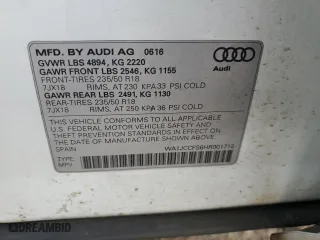 MFD. BY AUDI AG 0616
GVWR LBS 4894, KG 2220
GAWR FRONT LBS 2546, KG 1155
FRONT-TIRES 235/50 R18
7JX18 RIMS, AT 230 KPA 33 PSI COLD
GAWR REAR LBS 2491, KG 1130
REAR-TIRES 235/50 R18
7JX18 RIMS, AT 250 KPA 36 PSI COLD
THIS VEHICLE CONFORMS TO ALL APPLICABLE
FEDERAL MOTOR VEHICLE SAFETY, BUMPER, AND
THEFT PREVENTION STANDARDS IN EFFECT ON THE
DATE OF MANUFACTURE SHOWN ABOVE.
SPAIN
TYPE:
MPV
Audi